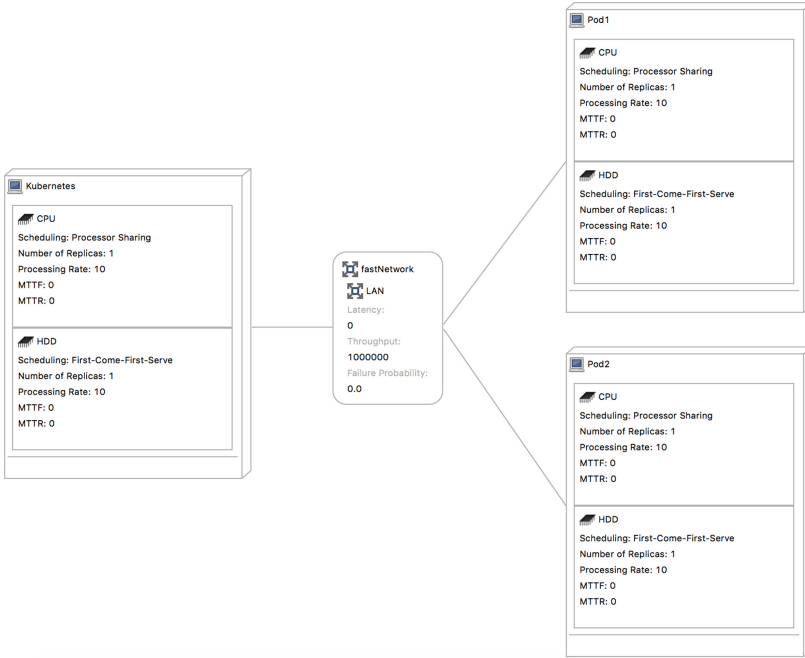 Kubernetes
CPU
Scheduling: Processor Sharing
Number of Replicas: 1
Processing Rate: 10
MTTF: 0
MTTR: 0
HDD
Scheduling: First-Come-First-Serve
Number of Replicas: 1
Processing Rate: 10
MTTF: 0
MTTR: 0
fastNetwork
LAN
Latency:
0
Throughput:
1000000
Failure Probability:
0.0
Pod1
CPU
Scheduling: Processor Sharing
Number of Replicas: 1
Processing Rate: 10
MTTF: 0
MTTR: 0
HDD
Scheduling: First-Come-First-Serve
Number of Replicas: 1
Processing Rate: 10
MTTF: 0
MTTR: 0
Pod2
CPU
Scheduling: Processor Sharing
Number of Replicas: 1
Processing Rate: 10
MTTF: 0
MTTR: 0
HDD
Scheduling: First-Come-First-Serve
Number of Replicas: 1
Processing Rate: 10
MTTF: 0
MTTR: 0